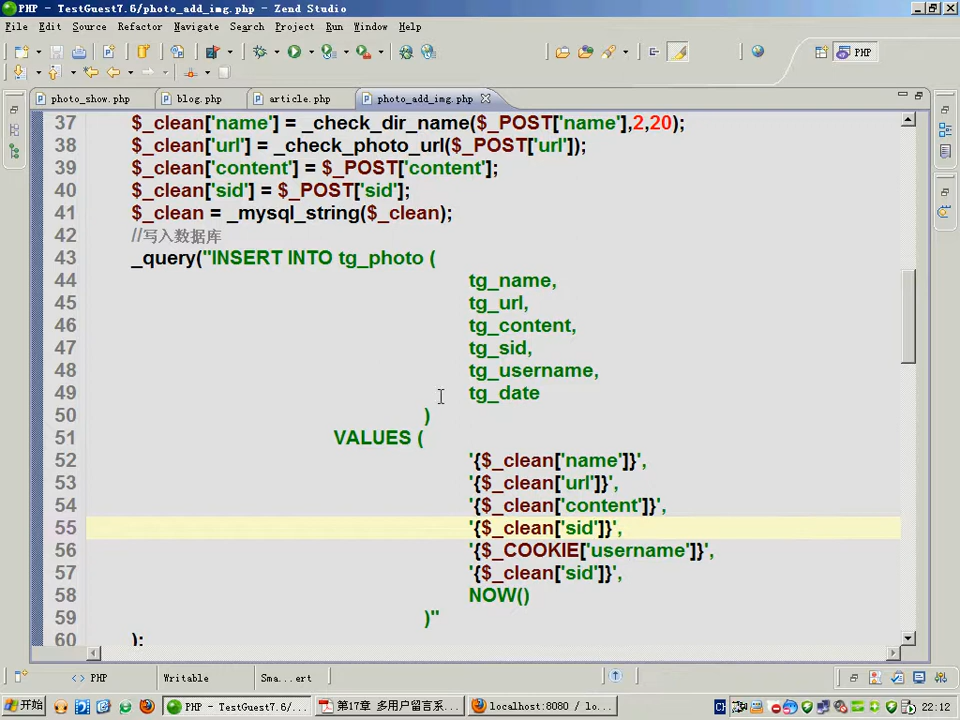 PHP - TestGuest7.6/photo_add_img.php - Zend Studio
File Edit Source Refactor Navigate Search Project Run Window Help
PHP
photo_show.php blog.php article.php photo_add_img.php
37 $_clean['name'] = _check_dir_name($_POST['name'],2,20);
38 $_clean['url'] = _check_photo_url($_POST['url']);
39 $_clean['content'] = $_POST['content'];
40 $_clean['sid'] = $_POST['sid'];
41 $_clean = _mysql_string($_clean);
42 //写入数据库
43 _query("INSERT INTO tg_photo (
44 tg_name,
45 tg_url,
46 tg_content,
47 tg_sid,
48 tg_username,
49 tg_date
50 )
51 VALUES (
52 '{$_clean['name']}',
53 '{$_clean['url']}',
54 '{$_clean['content']}',
55 '{$_clean['sid']}',
56 '{$_COOKIE['username']}',
57 '{$_clean['sid']}',
58 NOW()
59 )"
60 );
PHP Writable Sma...ert
开始 PHP - TestGuest7.6/... 第17章 多用户留言系... localhost:8080 / lo... CH 22:12